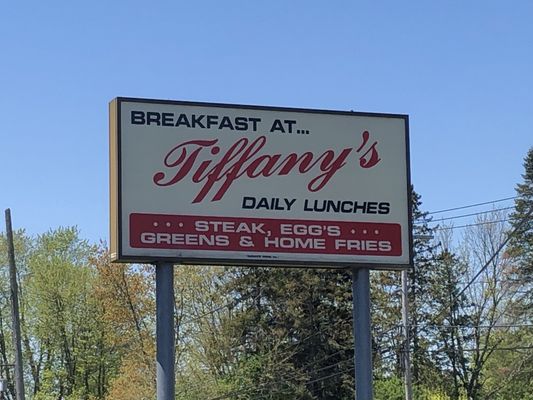 BREAKFAST AT...
Tiffany's
DAILY LUNCHES
... STEAK, EGG'S ...
GREENS & HOME FRIES